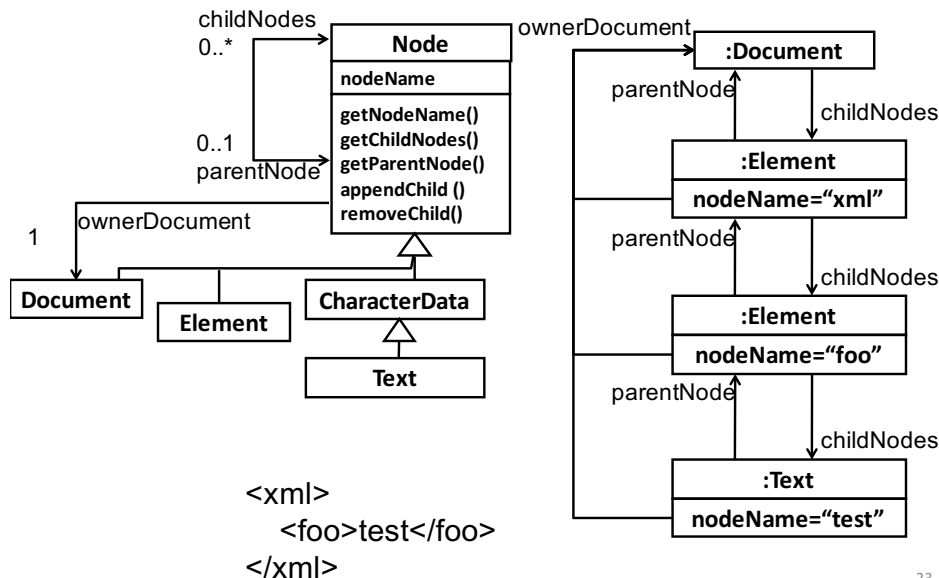 childNodes
0..*
Node
nodeName
getNodeName()
getChildNodes()
getParentNode()
appendChild ()
removeChild()
0..1
parentNode
ownerDocument
1
Document
Element
CharacterData
Text
<xml>
<foo>test</foo>
</xml>
ownerDocument
:Document
parentNode
childNodes
:Element
nodeName=“xml”
parentNode
childNodes
:Element
nodeName=“foo”
parentNode
childNodes
:Text
nodeName=“test”
23